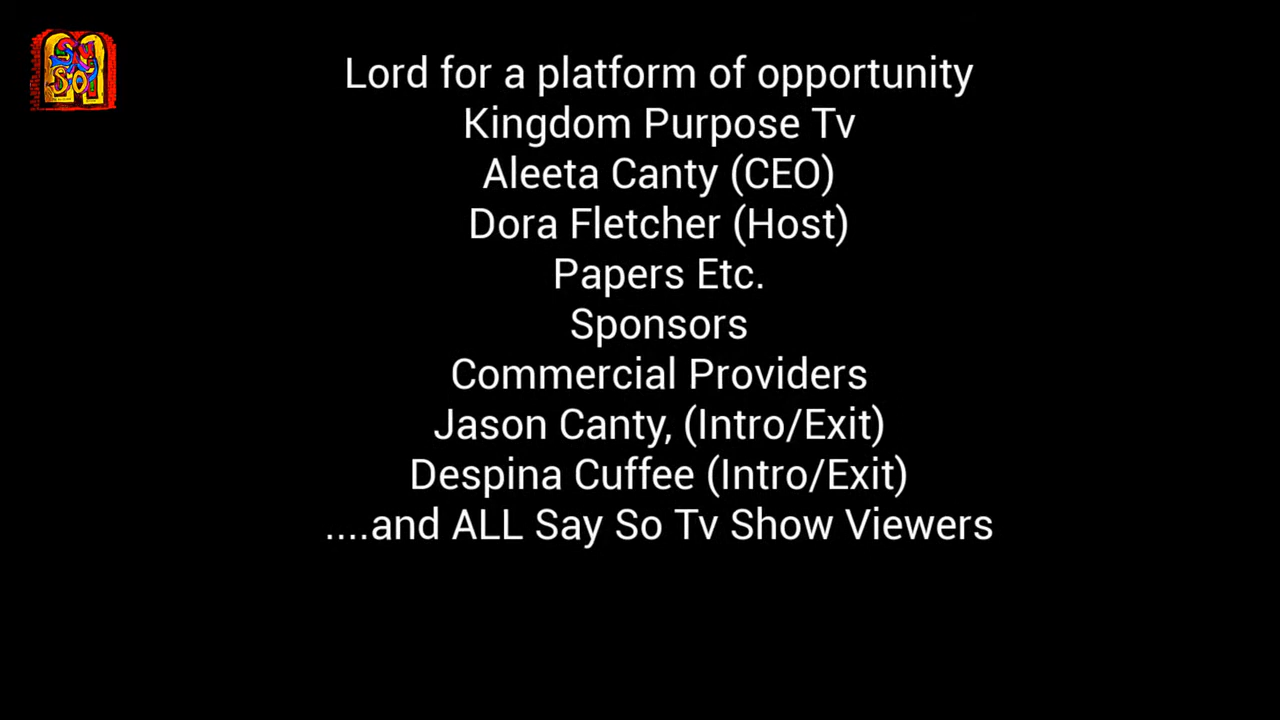 Lord for a platform of opportunity
Kingdom Purpose Tv
Aleeta Canty (CEO)
Dora Fletcher (Host)
Papers Etc.
Sponsors
Commercial Providers
Jason Canty, (Intro/Exit)
Despina Cuffee (Intro/Exit)
....and ALL Say So Tv Show Viewers